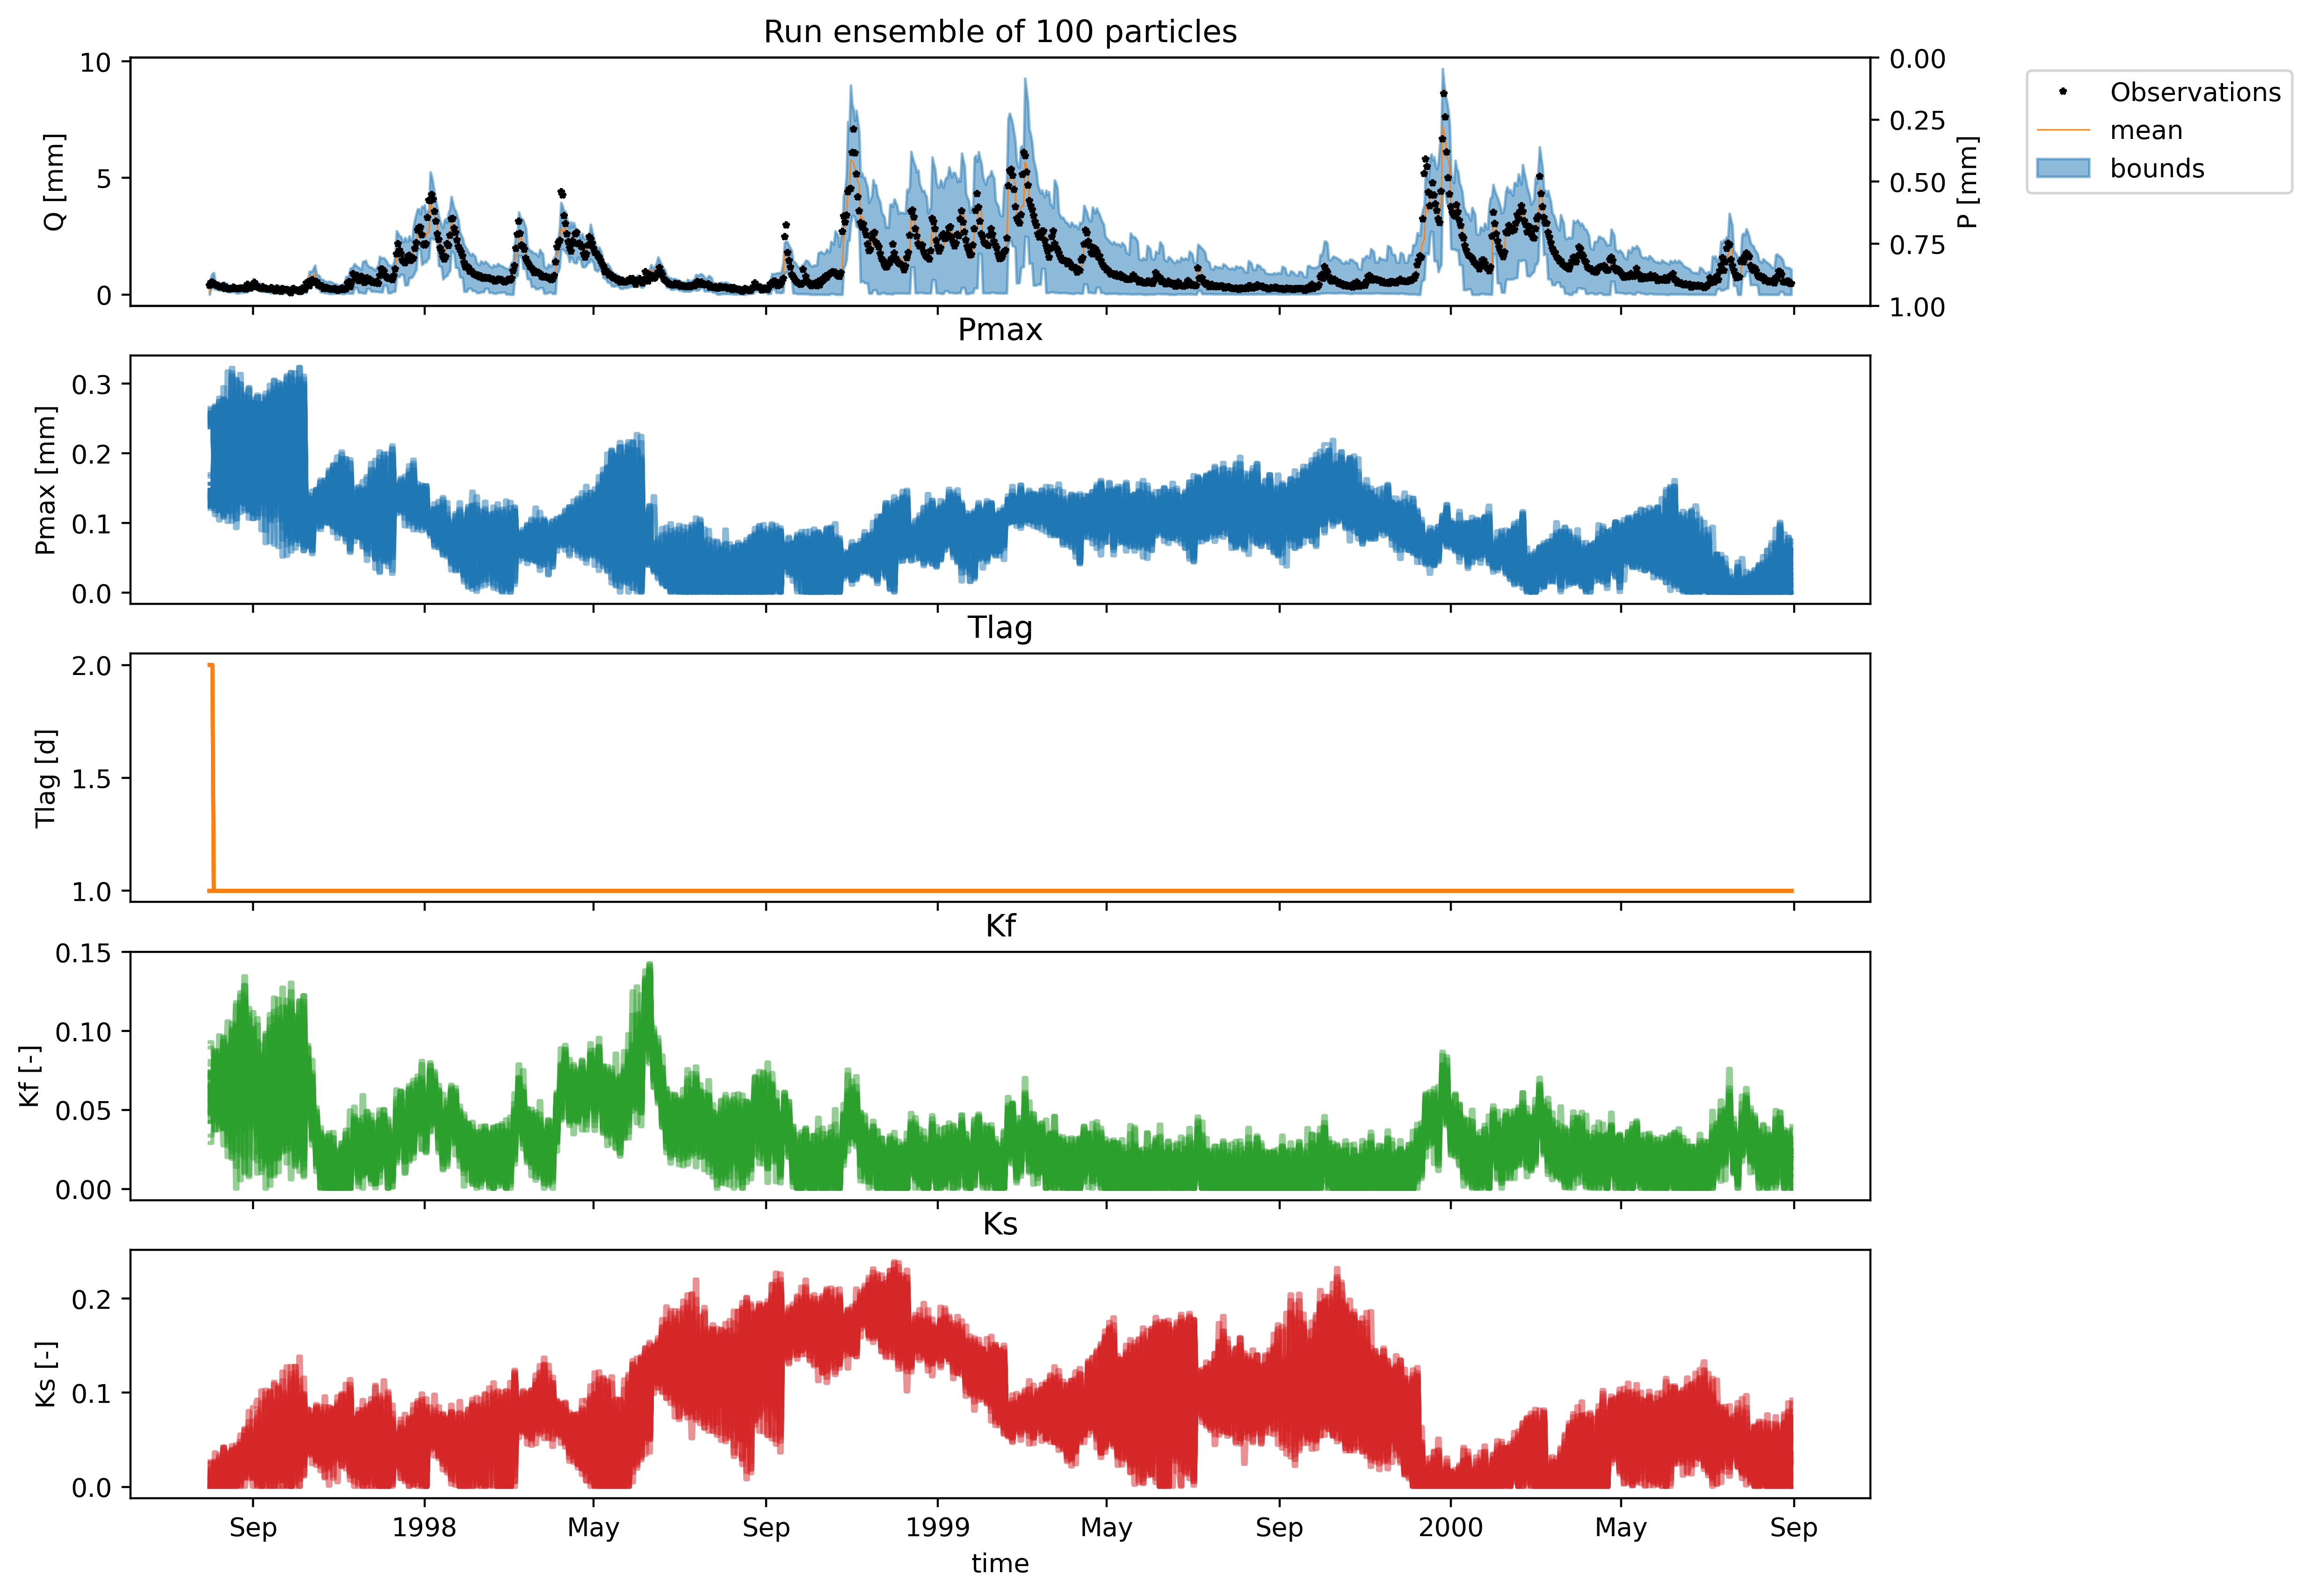 Run ensemble of 100 particles
10
5
0
Q [mm]
0.00
0.25
0.50
0.75
1.00
P [mm]
Observations
mean
bounds
Pmax
0.3
0.2
0.1
0.0
Pmax [mm]
Tlag
2.0
1.5
1.0
Tlag [d]
Kf
0.15
0.10
0.05
0.00
Kf [-]
Ks
0.2
0.1
0.0
Ks [-]
Sep 1998 May Sep 1999 May Sep 2000 May Sep
time